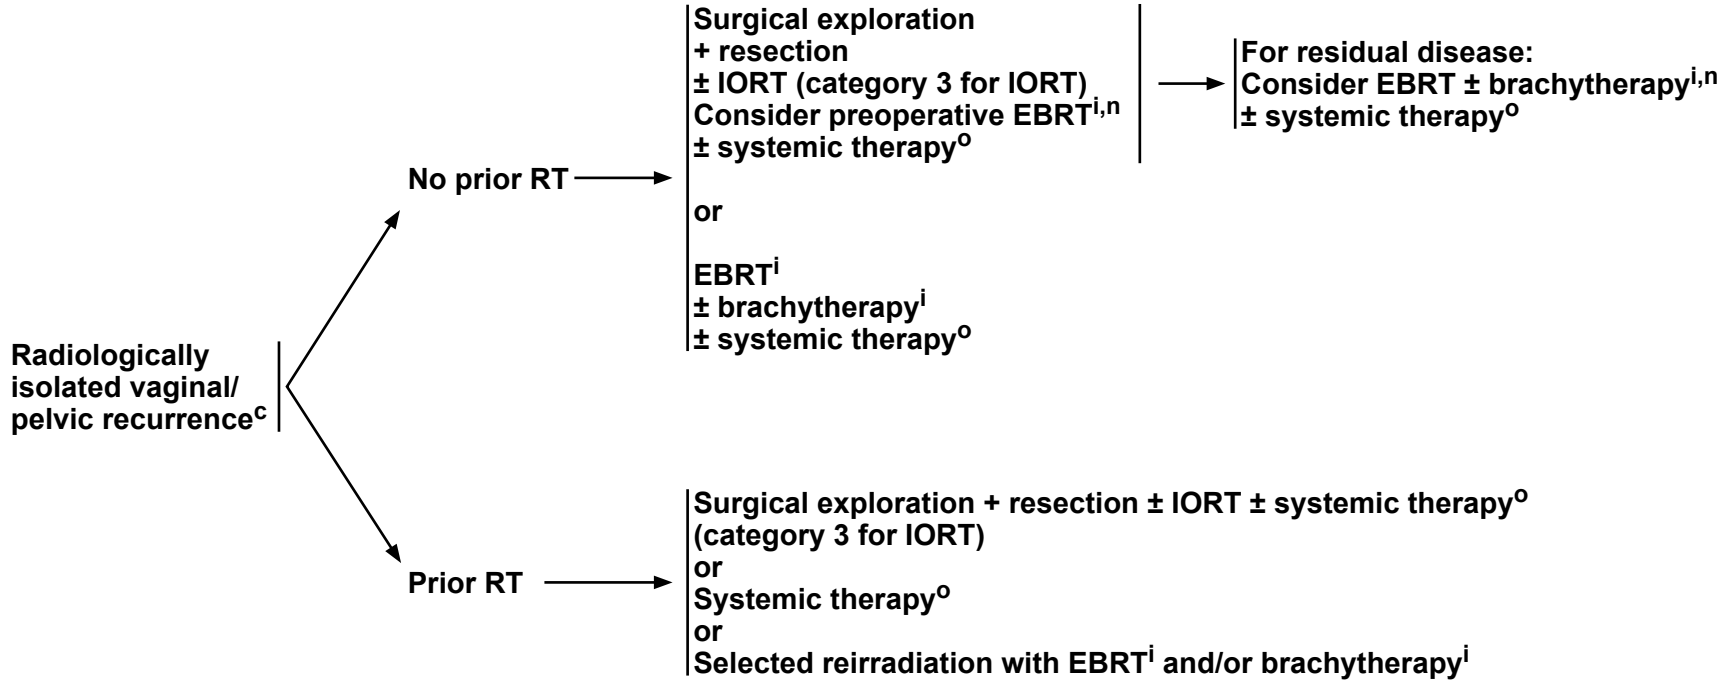 Radiologically
isolated vaginal/
pelvic recurrenceᶜ
No prior RT
Surgical exploration
+ resection
± IORT (category 3 for IORT)
Consider preoperative EBRTⁱ,ⁿ
± systemic therapyᵒ
or
EBRTⁱ
± brachytherapyⁱ
± systemic therapyᵒ
For residual disease:
Consider EBRT ± brachytherapyⁱ,ⁿ
± systemic therapyᵒ
Prior RT
Surgical exploration + resection ± IORT ± systemic therapyᵒ
(category 3 for IORT)
or
Systemic therapyᵒ
or
Selected reirradiation with EBRTⁱ and/or brachytherapyⁱ